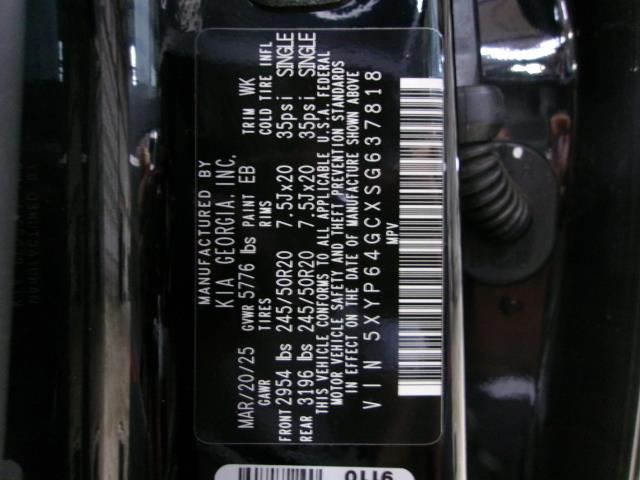 MANUFACTURED BY
KIA GEORGIA, INC.
MAR/20/25 GVWR 5776 lbs PAINT EB TRIM WK
GAWR TIRES RIMS COLD TIRE INFL
FRONT 2954 lbs 245/50R20 7.5Jx20 35psi SINGLE
REAR 3196 lbs 245/50R20 7.5Jx20 35psi SINGLE
THIS VEHICLE CONFORMS TO ALL APPLICABLE U.S.A. FEDERAL
MOTOR VEHICLE SAFETY AND THEFT PREVENTION STANDARDS
IN EFFECT ON THE DATE OF MANUFACTURE SHOWN ABOVE
VIN 5XYP64GCXSG637818
MPV
9110